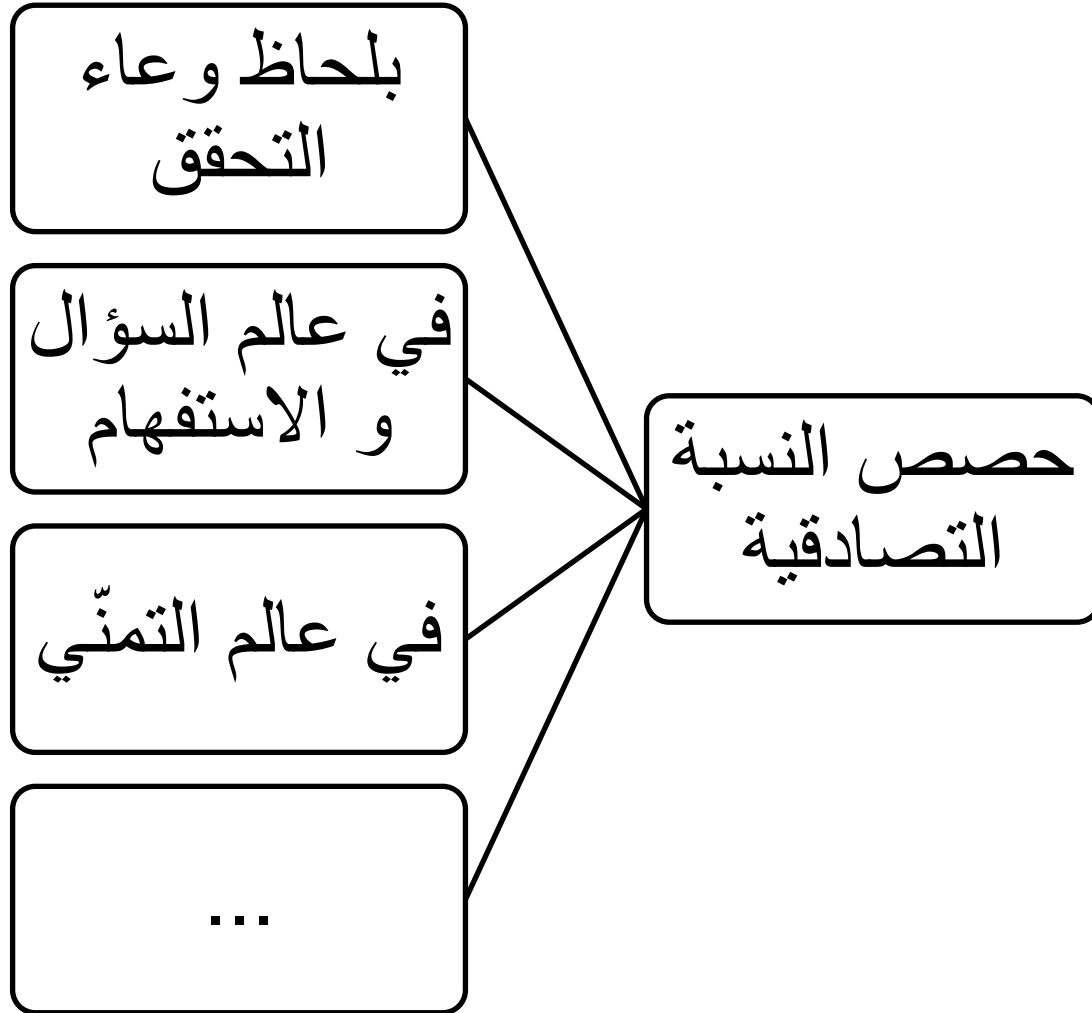 حصص النسبة
التصادقية
بلحاظ وعاء
التحقق
في عالم السؤال
و الاستفهام
في عالم التمنّي
...